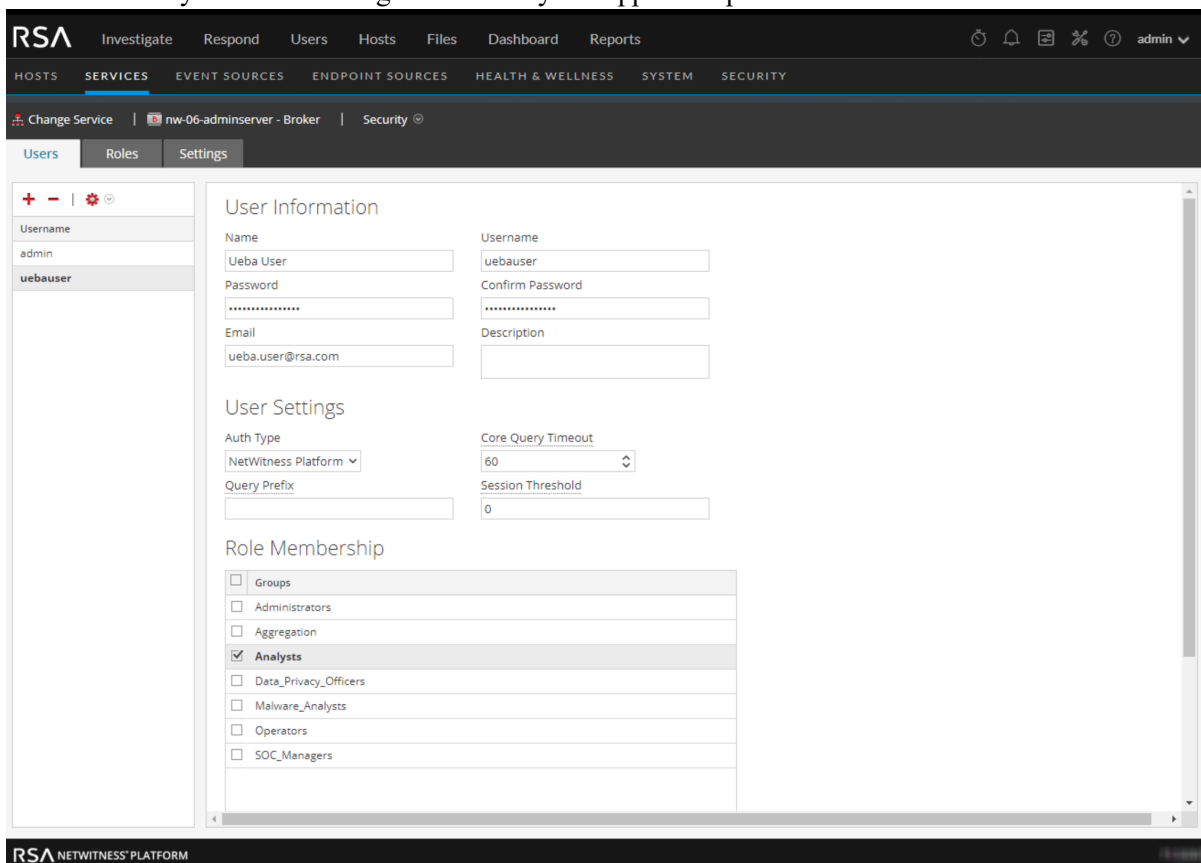 RSA Investigate Respond Users Hosts Files Dashboard Reports admin
HOSTS SERVICES EVENT SOURCES ENDPOINT SOURCES HEALTH & WELLNESS SYSTEM SECURITY
Change Service | nw-06-adminserver - Broker | Security
Users Roles Settings
Username
admin
uebauser
User Information
Name Username
Ueba User uebauser
Password Confirm Password
•••••••••••••••• ••••••••••••••••
Email Description
ueba.user@rsa.com
User Settings
Auth Type Core Query Timeout
NetWitness Platform 60
Query Prefix Session Threshold
0
Role Membership
Groups
Administrators
Aggregation
Analysts
Data_Privacy_Officers
Malware_Analysts
Operators
SOC_Managers
RSA NETWITNESS® PLATFORM